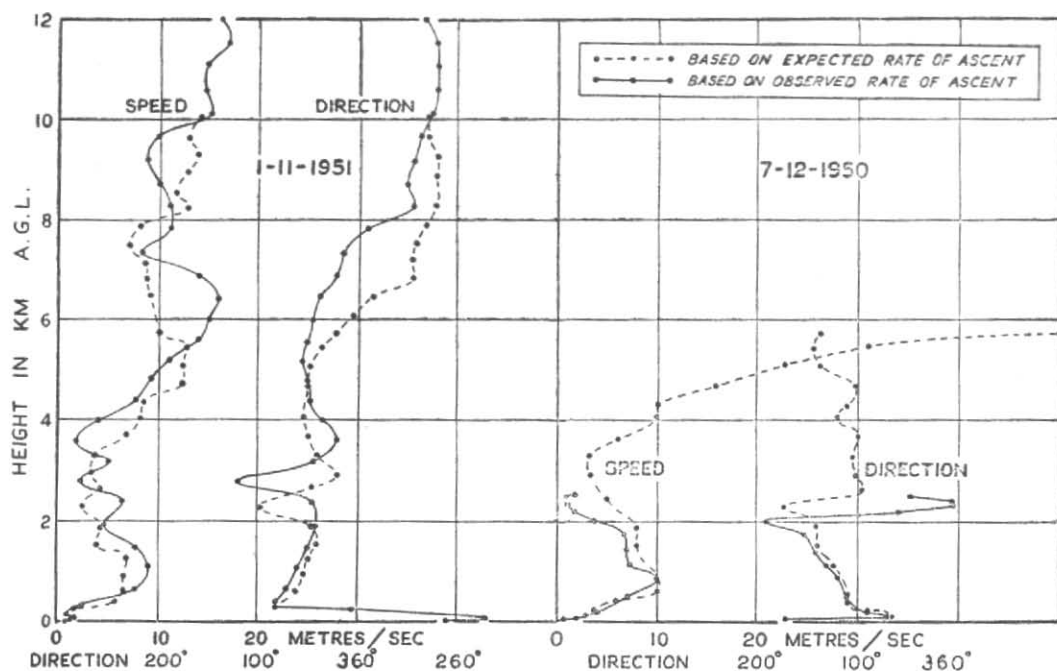 12
10
8
6
4
2
0
HEIGHT IN KM A.G.L.
BASED ON EXPECTED RATE OF ASCENT
BASED ON OBSERVED RATE OF ASCENT
SPEED
DIRECTION
1-11-1951
7-12-1950
SPEED
DIRECTION
0 10 20 METRES/SEC 0 10 20 METRES/SEC
DIRECTION 200° 100° 360° 260° DIRECTION 200° 100° 360°